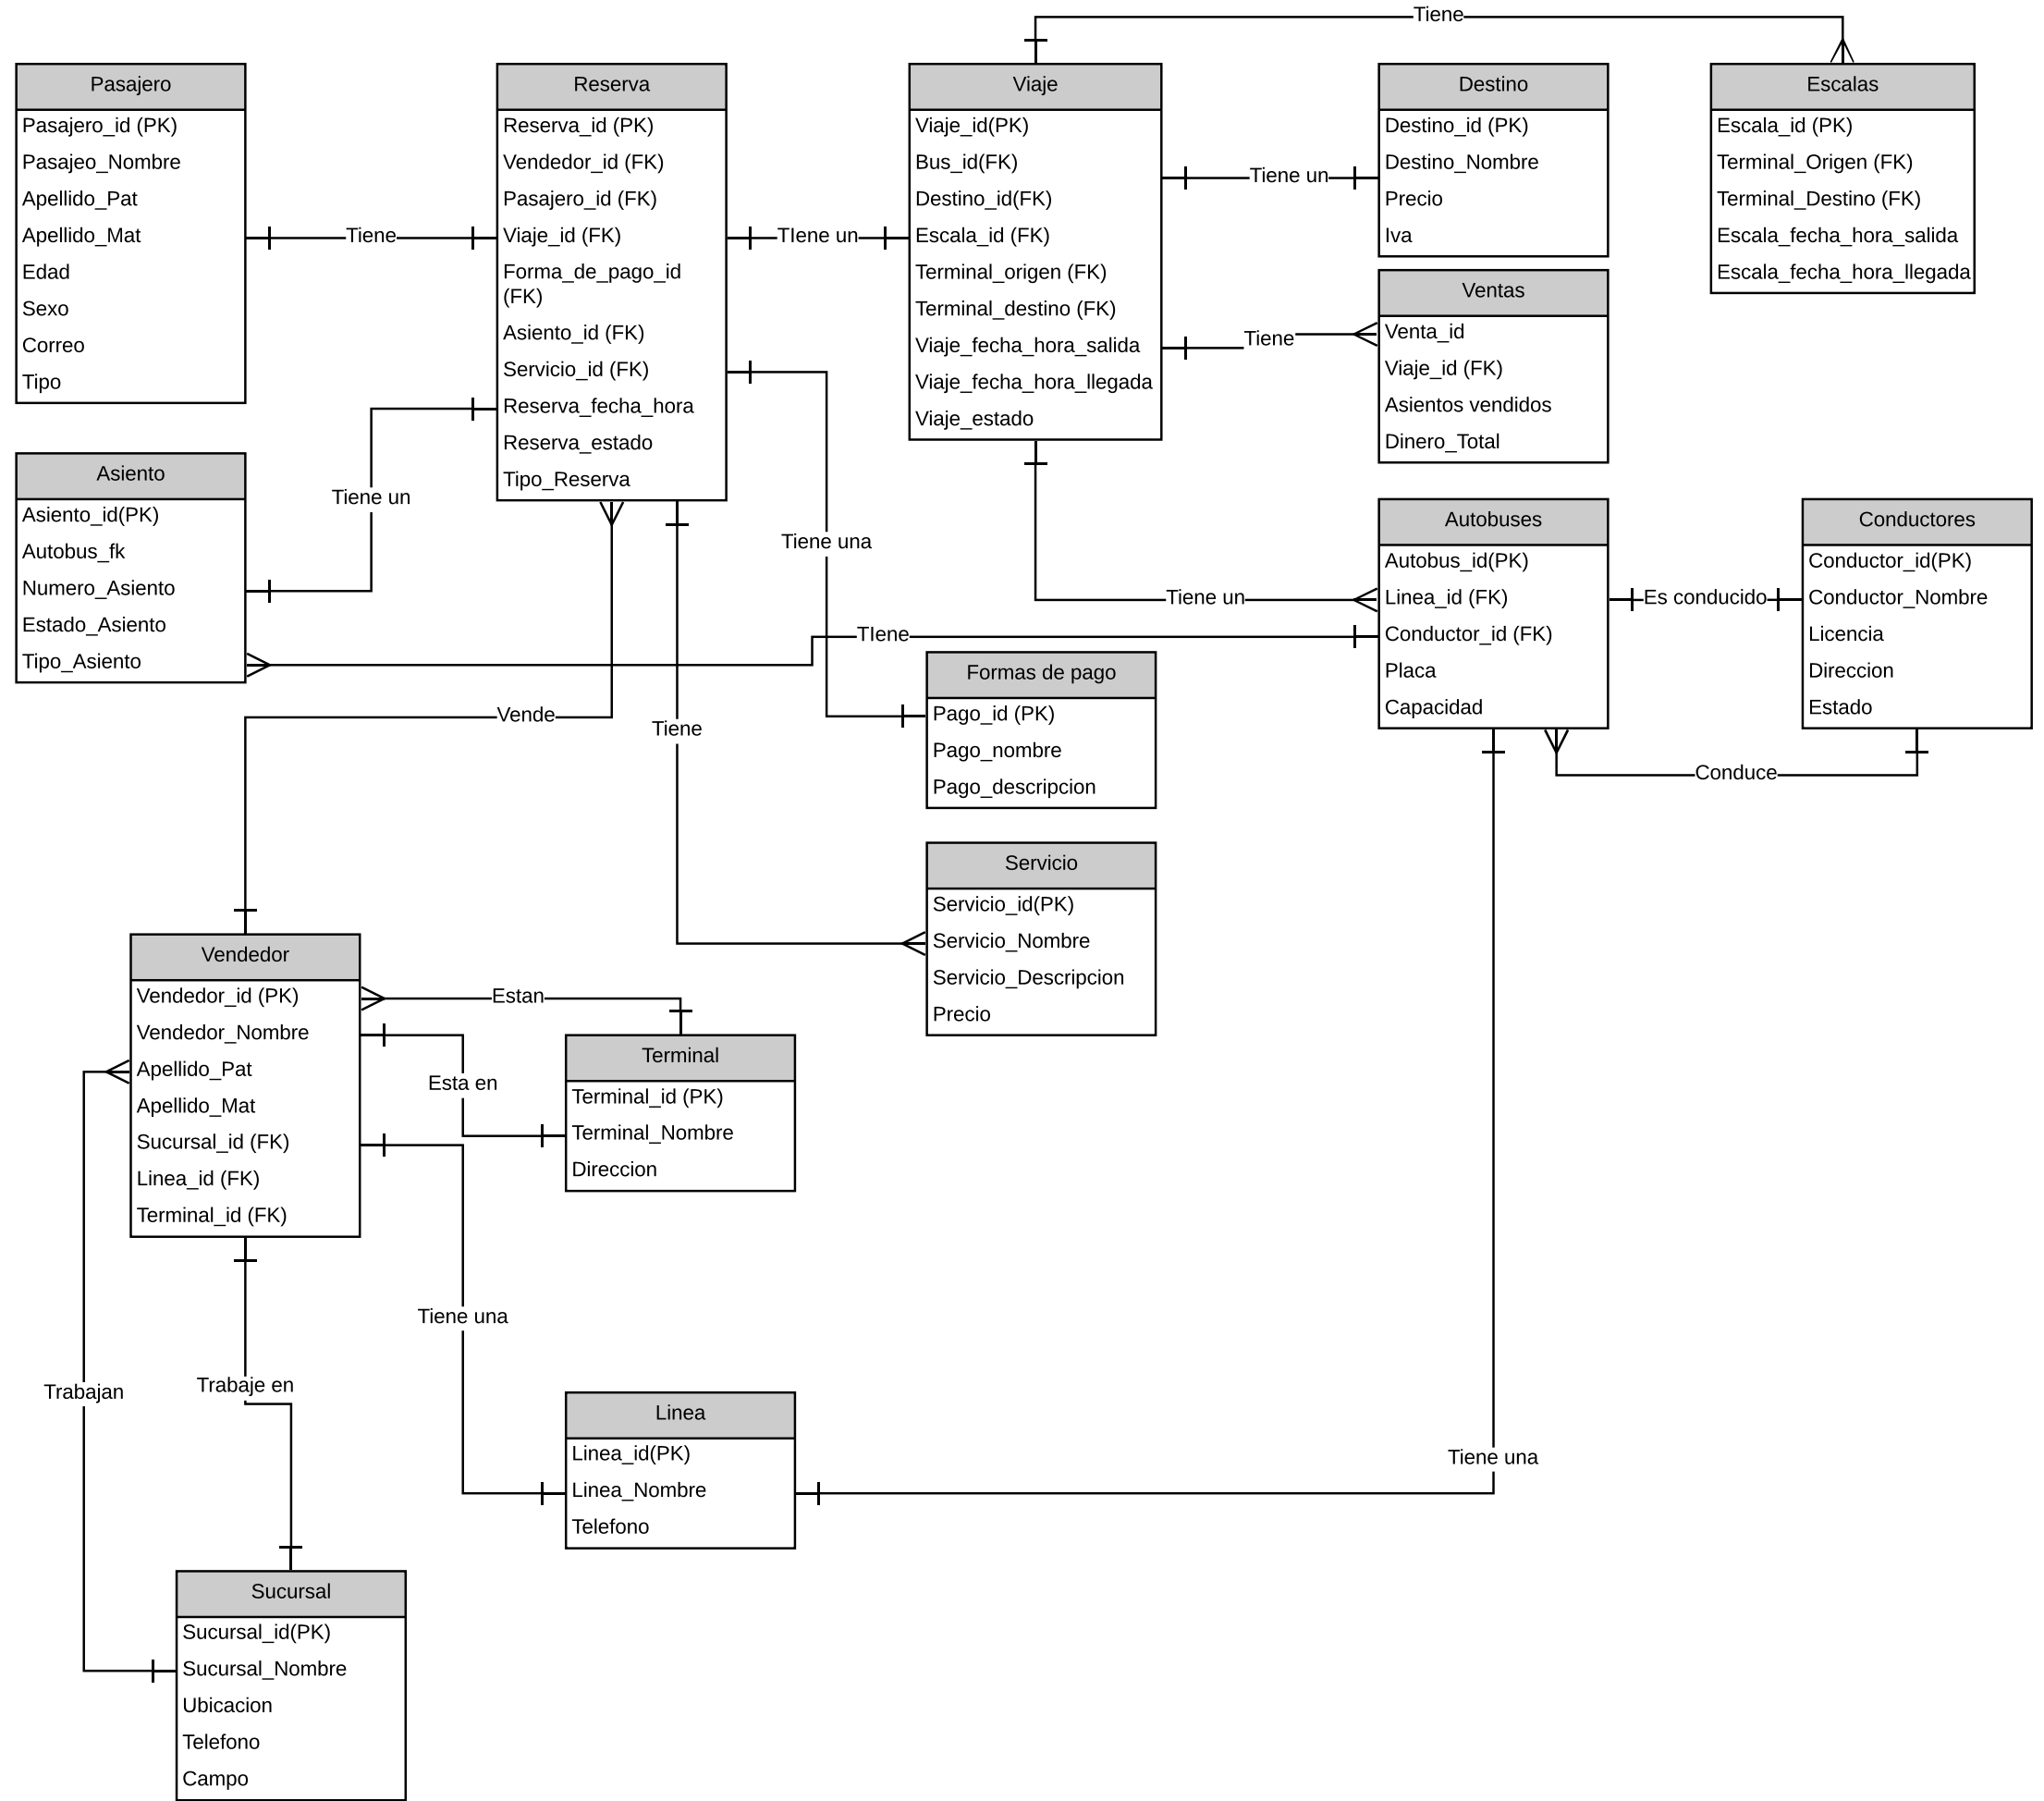 Tiene
Pasajero
Pasajero_id (PK)
Pasajeo_Nombre
Apellido_Pat
Apellido_Mat
Edad
Sexo
Correo
Tipo
Tiene
Reserva
Reserva_id (PK)
Vendedor_id (FK)
Pasajero_id (FK)
Viaje_id (FK)
Forma_de_pago_id
(FK)
Asiento_id (FK)
Servicio_id (FK)
Reserva_fecha_hora
Reserva_estado
Tipo_Reserva
TIene un
Viaje
Viaje_id(PK)
Bus_id(FK)
Destino_id(FK)
Escala_id (FK)
Terminal_origen (FK)
Terminal_destino (FK)
Viaje_fecha_hora_salida
Viaje_fecha_hora_llegada
Viaje_estado
Tiene un
Destino
Destino_id (PK)
Destino_Nombre
Precio
Iva
Escalas
Escala_id (PK)
Terminal_Origen (FK)
Terminal_Destino (FK)
Escala_fecha_hora_salida
Escala_fecha_hora_llegada
Tiene
Ventas
Venta_id
Viaje_id (FK)
Asientos vendidos
Dinero_Total
Asiento
Asiento_id(PK)
Autobus_fk
Numero_Asiento
Estado_Asiento
Tipo_Asiento
Tiene un
Tiene una
Tiene un
TIene
Autobuses
Autobus_id(PK)
Linea_id (FK)
Conductor_id (FK)
Placa
Capacidad
Es conducido
Conductores
Conductor_id(PK)
Conductor_Nombre
Licencia
Direccion
Estado
Conduce
Vende
Tiene
Formas de pago
Pago_id (PK)
Pago_nombre
Pago_descripcion
Servicio
Servicio_id(PK)
Servicio_Nombre
Servicio_Descripcion
Precio
Vendedor
Vendedor_id (PK)
Vendedor_Nombre
Apellido_Pat
Apellido_Mat
Sucursal_id (FK)
Linea_id (FK)
Terminal_id (FK)
Estan
Esta en
Terminal
Terminal_id (PK)
Terminal_Nombre
Direccion
Tiene una
Trabajan
Trabaje en
Linea
Linea_id(PK)
Linea_Nombre
Telefono
Tiene una
Sucursal
Sucursal_id(PK)
Sucursal_Nombre
Ubicacion
Telefono
Campo